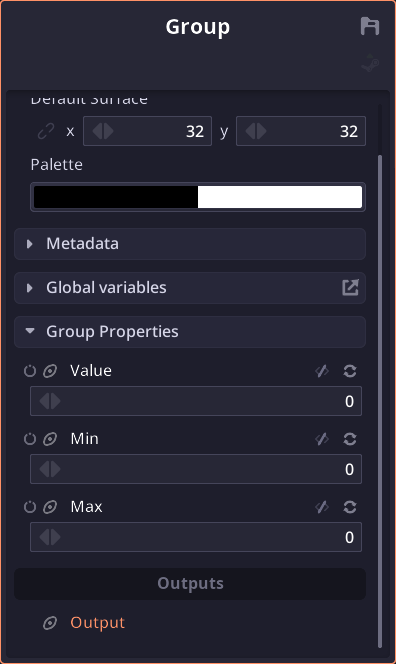 Group
Default Surface
x 32 y 32
Palette
Metadata
Global variables
Group Properties
Value
0
Min
0
Max
0
Outputs
Output